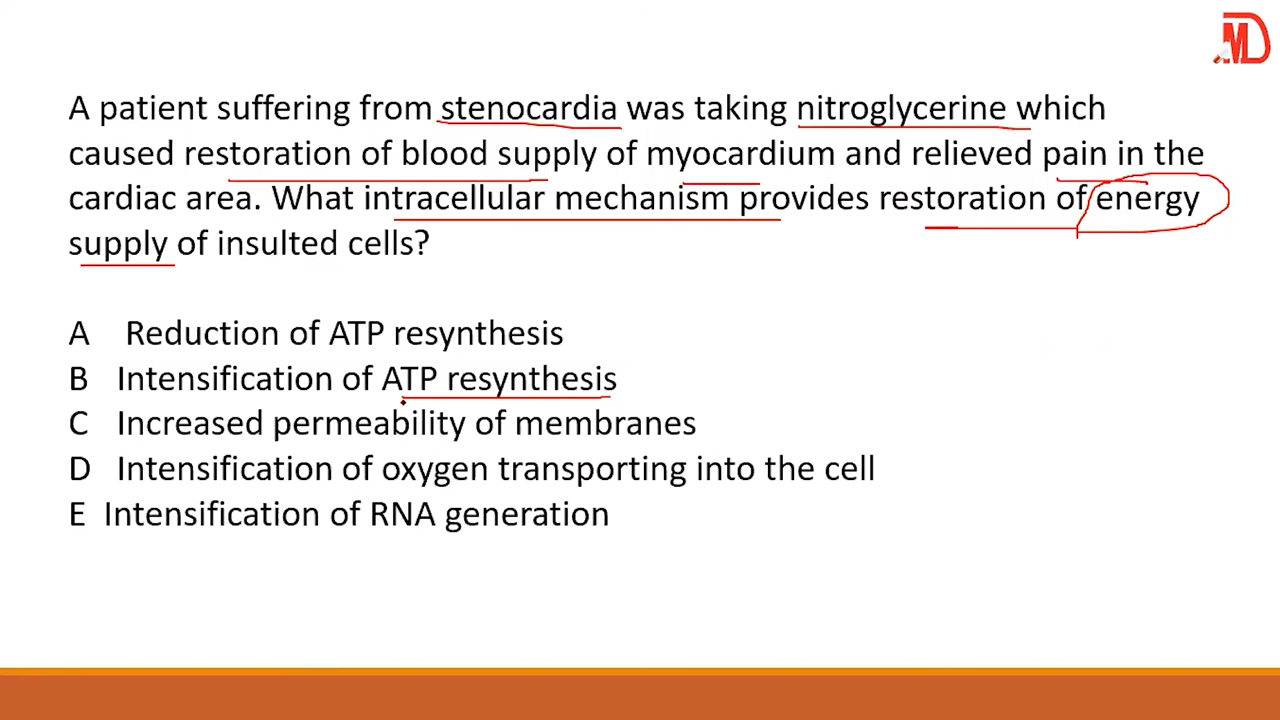 MD
A patient suffering from stenocardia was taking nitroglycerine which
caused restoration of blood supply of myocardium and relieved pain in the
cardiac area. What intracellular mechanism provides restoration of energy
supply of insulted cells?
A Reduction of ATP resynthesis
B Intensification of ATP resynthesis
C Increased permeability of membranes
D Intensification of oxygen transporting into the cell
E Intensification of RNA generation